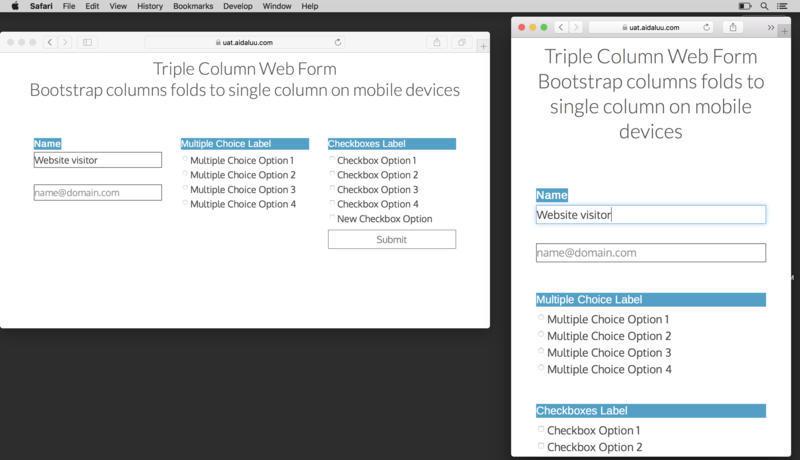 Safari File Edit View History Bookmarks Develop Window Help
uat.aidaluu.com
Triple Column Web Form
Bootstrap columns folds to single column on mobile devices
Name
Website visitor
name@domain.com
Multiple Choice Label
Multiple Choice Option 1
Multiple Choice Option 2
Multiple Choice Option 3
Multiple Choice Option 4
Checkboxes Label
Checkbox Option 1
Checkbox Option 2
Checkbox Option 3
Checkbox Option 4
New Checkbox Option
Submit
uat.aidaluu.com
Triple Column Web Form
Bootstrap columns folds to
single column on mobile
devices
Name
Website visitor
name@domain.com
Multiple Choice Label
Multiple Choice Option 1
Multiple Choice Option 2
Multiple Choice Option 3
Multiple Choice Option 4
Checkboxes Label
Checkbox Option 1
Checkbox Option 2